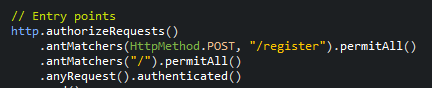 // Entry points
http.authorizeRequests()
.antMatchers(HttpMethod.POST, "/register").permitAll()
.antMatchers("/").permitAll()
.anyRequest().authenticated()